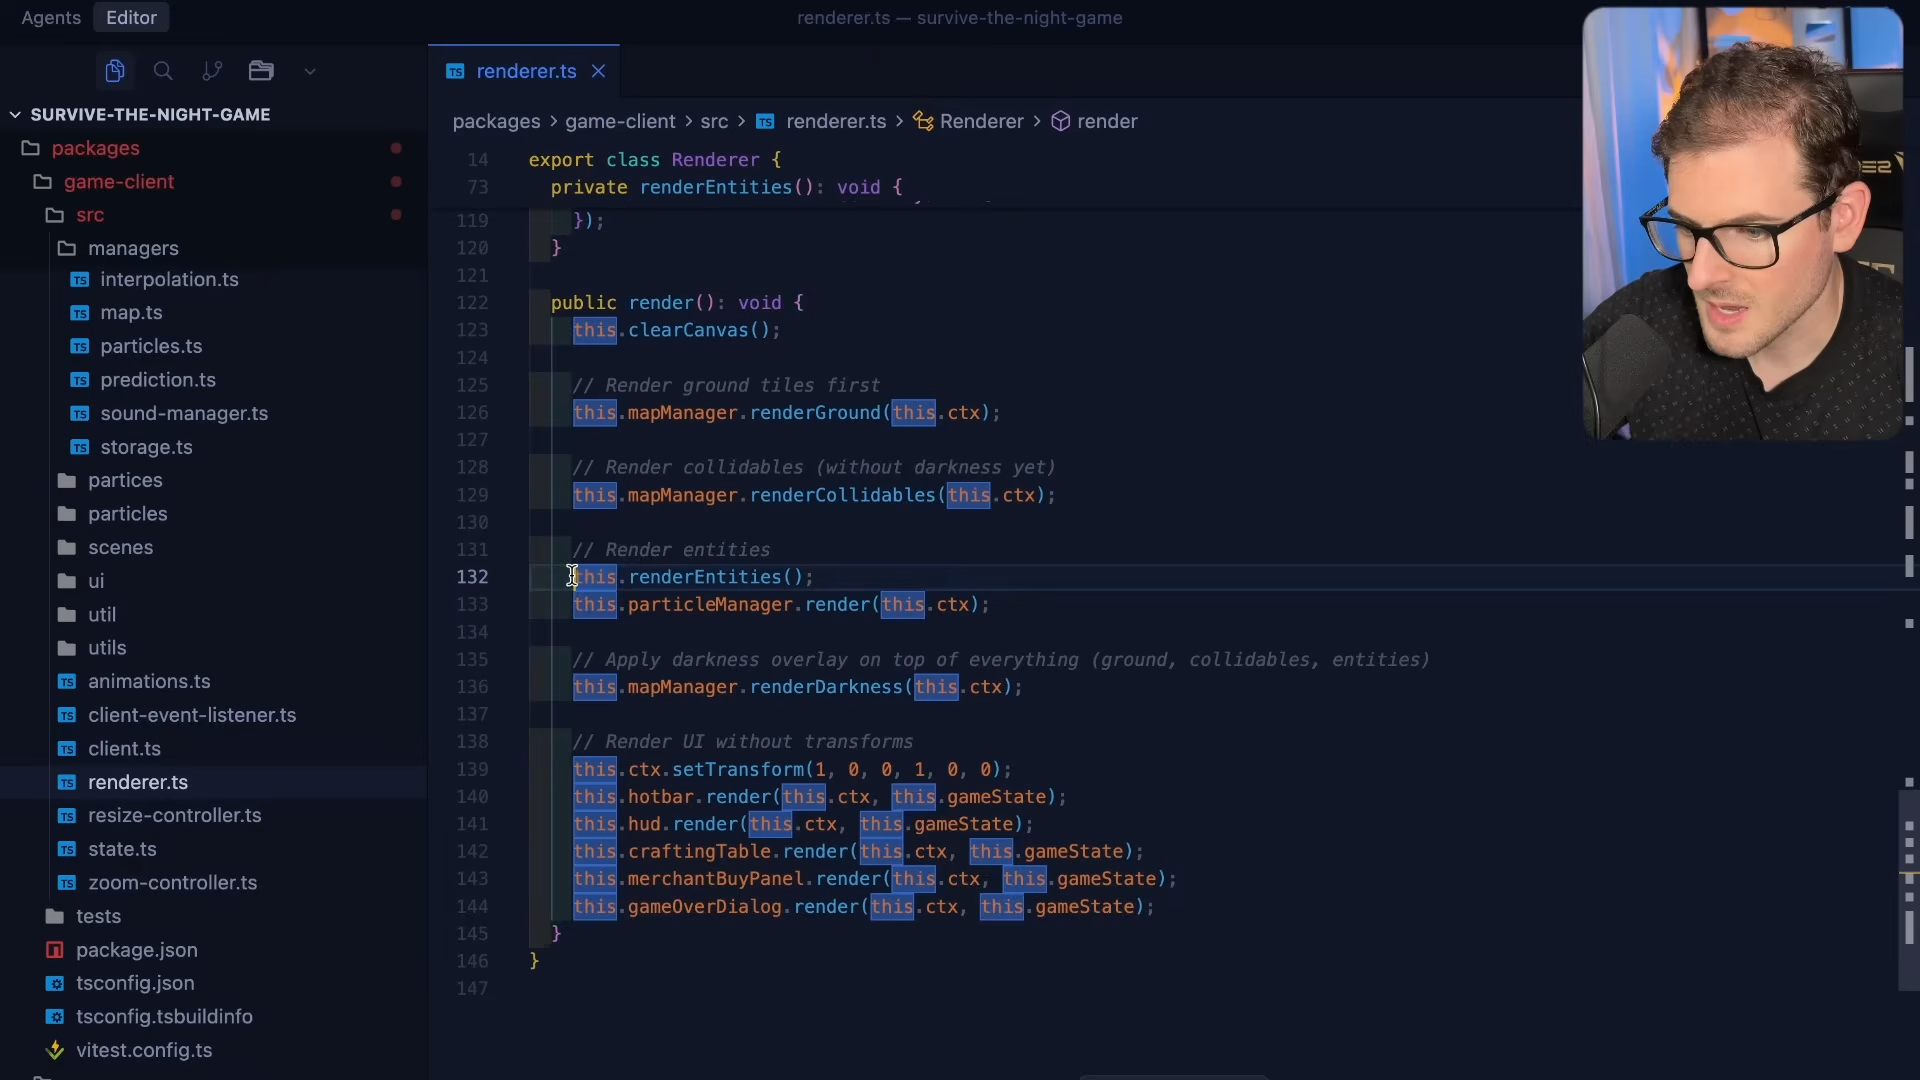 Agents Editor
renderer.ts — survive-the-night-game
renderer.ts
SURVIVE-THE-NIGHT-GAME
packages
game-client
src
managers
interpolation.ts
map.ts
particles.ts
prediction.ts
sound-manager.ts
storage.ts
partices
particles
scenes
ui
util
utils
animations.ts
client-event-listener.ts
client.ts
renderer.ts
resize-controller.ts
state.ts
zoom-controller.ts
tests
package.json
tsconfig.json
tsconfig.tsbuildinfo
vitest.config.ts
packages > game-client > src > TS renderer.ts > Renderer > render
14 export class Renderer {
73 private renderEntities(): void {
119 });
120 }
121
122 public render(): void {
123 this.clearCanvas();
124
125 // Render ground tiles first
126 this.mapManager.renderGround(this.ctx);
127
128 // Render collidables (without darkness yet)
129 this.mapManager.renderCollidables(this.ctx);
130
131 // Render entities
132 this.renderEntities();
133 this.particleManager.render(this.ctx);
134
135 // Apply darkness overlay on top of everything (ground, collidables, entities)
136 this.mapManager.renderDarkness(this.ctx);
137
138 // Render UI without transforms
139 this.ctx.setTransform(1, 0, 0, 1, 0, 0);
140 this.hotbar.render(this.ctx, this.gameState);
141 this.hud.render(this.ctx, this.gameState);
142 this.craftingTable.render(this.ctx, this.gameState);
143 this.merchantBuyPanel.render(this.ctx, this.gameState);
144 this.gameOverDialog.render(this.ctx, this.gameState);
145 }
146 }
147